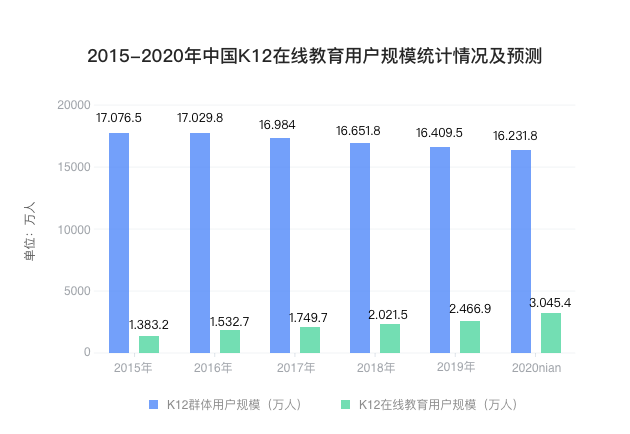 2015-2020年中国K12在线教育用户规模统计情况及预测
单位：万人
20000
15000
10000
5000
0
17.076.5
17.029.8
16.984
16.651.8
16.409.5
16.231.8
1.383.2
1.532.7
1.749.7
2.021.5
2.466.9
3.045.4
2015年
2016年
2017年
2018年
2019年
2020nian
K12群体用户规模（万人）
K12在线教育用户规模（万人）